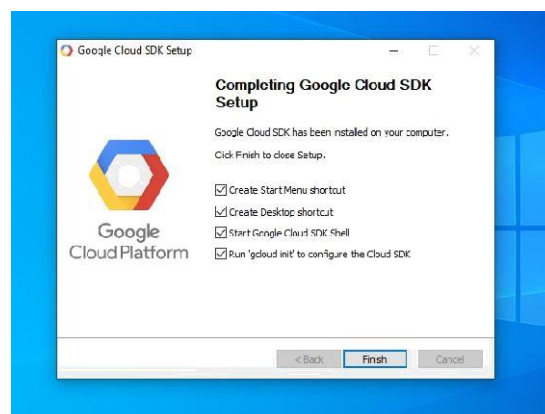 Google Cloud SDK Setup
Completing Google Cloud SDK
Setup
Google Cloud SDK has been installed on your computer.
Click Finish to close Setup.
Create Start Menu shortcut
Create Desktop shortcut
Start Google Cloud SDK Shell
Run 'gcloud init' to configure the Cloud SDK
Google
Cloud Platform
< Back Finish Cancel